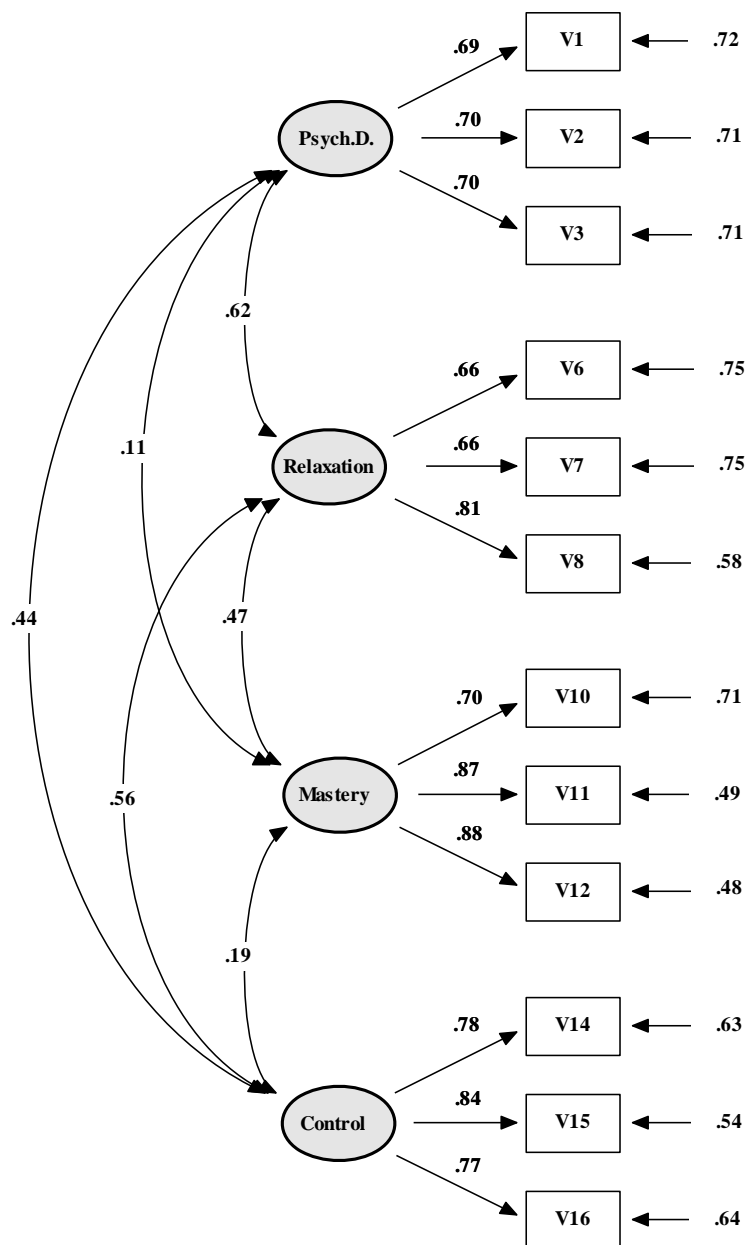 V1
.69
.72
Psych.D.
.70
V2
.71
.70
V3
.71
.62
.66
V6
.75
.11
Relaxation
.66
V7
.75
.81
V8
.58
.44
.47
.70
V10
.71
.56
Mastery
.87
V11
.49
.88
V12
.48
.19
.78
V14
.63
Control
.84
V15
.54
.77
V16
.64